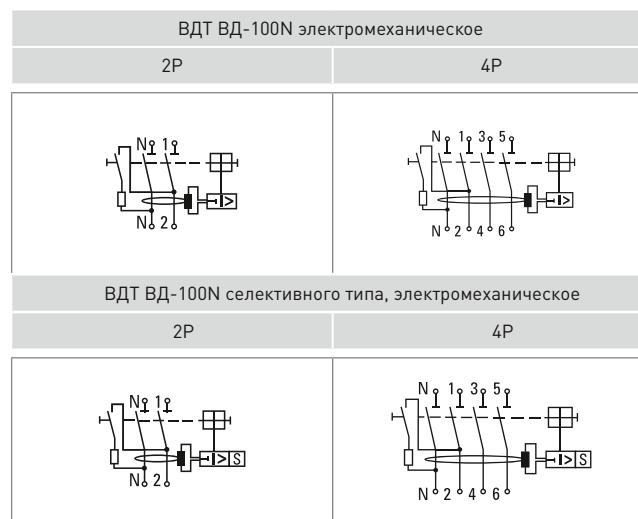 ВДТ ВД-100N электромеханическое
2P 4P
N 1 N 1 3 5
I> I>
N 2 N 2 4 6
ВДТ ВД-100N селективного типа, электромеханическое
2P 4P
N 1 N 1 3 5
I> S I> S
N 2 N 2 4 6